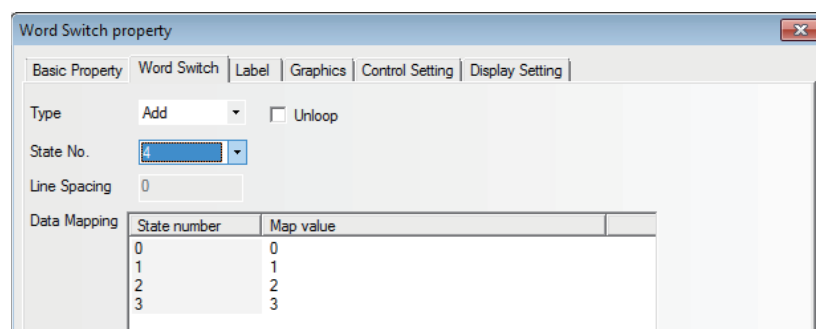 Word Switch property
Basic Property Word Switch Label Graphics Control Setting Display Setting
Type Add Unloop
State No. 4
Line Spacing 0
Data Mapping State number Map value
0 0
1 1
2 2
3 3